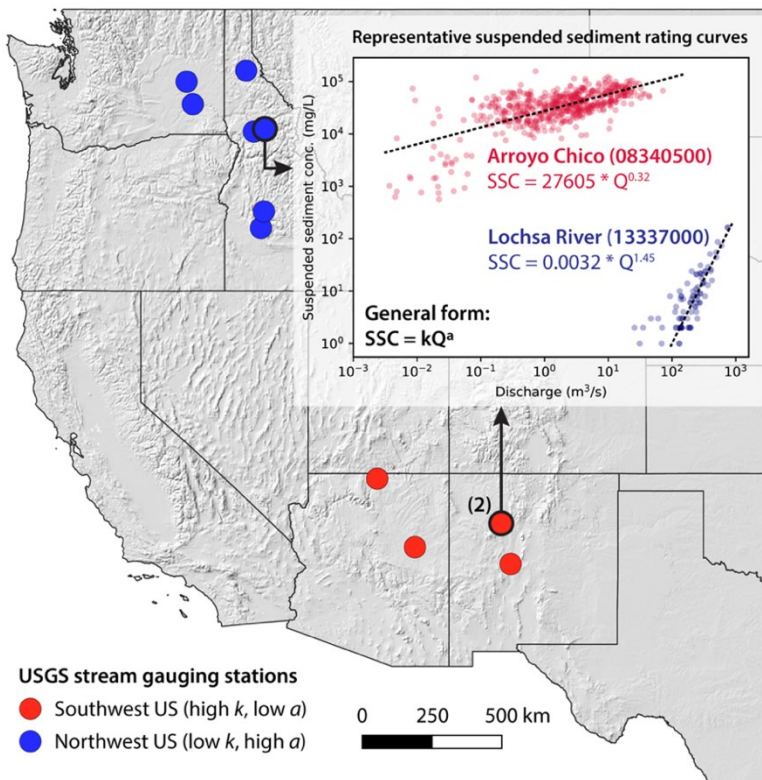 Representative suspended sediment rating curves
Suspended sediment conc. (mg/L)
10⁵
10⁴
10³
10²
10¹
10⁰
Arroyo Chico (08340500)
SSC = 27605 * Q⁰·³²
Lochsa River (13337000)
SSC = 0.0032 * Q¹·⁴⁵
General form:
SSC = kQᵃ
10⁻³ 10⁻² 10⁻¹ 10⁰ 10¹ 10² 10³
Discharge (m³/s)
(2)
USGS stream gauging stations
Southwest US (high k, low a)
Northwest US (low k, high a)
0 250 500 km